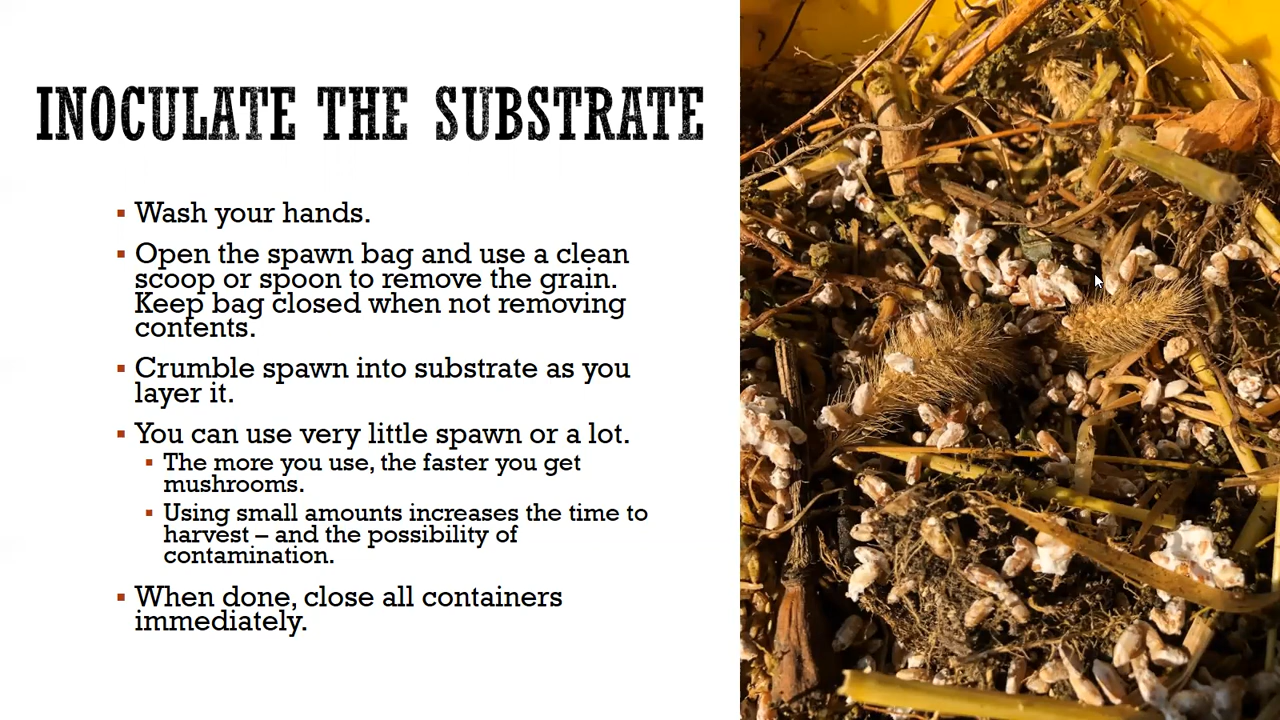 INOCULATE THE SUBSTRATE
▪ Wash your hands.
▪ Open the spawn bag and use a clean
scoop or spoon to remove the grain.
Keep bag closed when not removing
contents.
▪ Crumble spawn into substrate as you
layer it.
▪ You can use very little spawn or a lot.
▪ The more you use, the faster you get
mushrooms.
▪ Using small amounts increases the time to
harvest – and the possibility of
contamination.
▪ When done, close all containers
immediately.